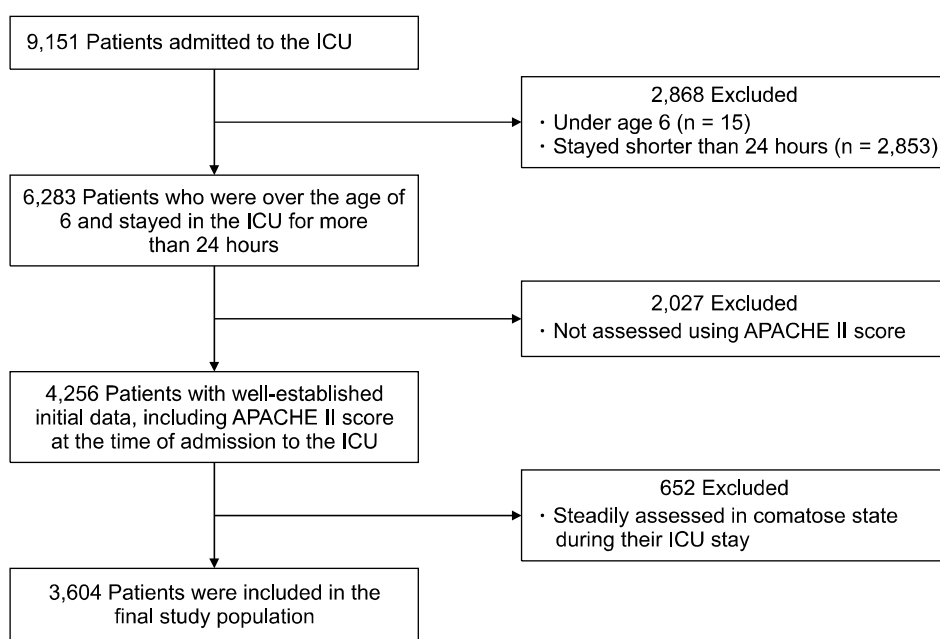 9,151 Patients admitted to the ICU
2,868 Excluded
· Under age 6 (n = 15)
· Stayed shorter than 24 hours (n = 2,853)
6,283 Patients who were over the age of
6 and stayed in the ICU for more
than 24 hours
2,027 Excluded
· Not assessed using APACHE II score
4,256 Patients with well-established
initial data, including APACHE II score
at the time of admission to the ICU
652 Excluded
· Steadily assessed in comatose state
during their ICU stay
3,604 Patients were included in the
final study population